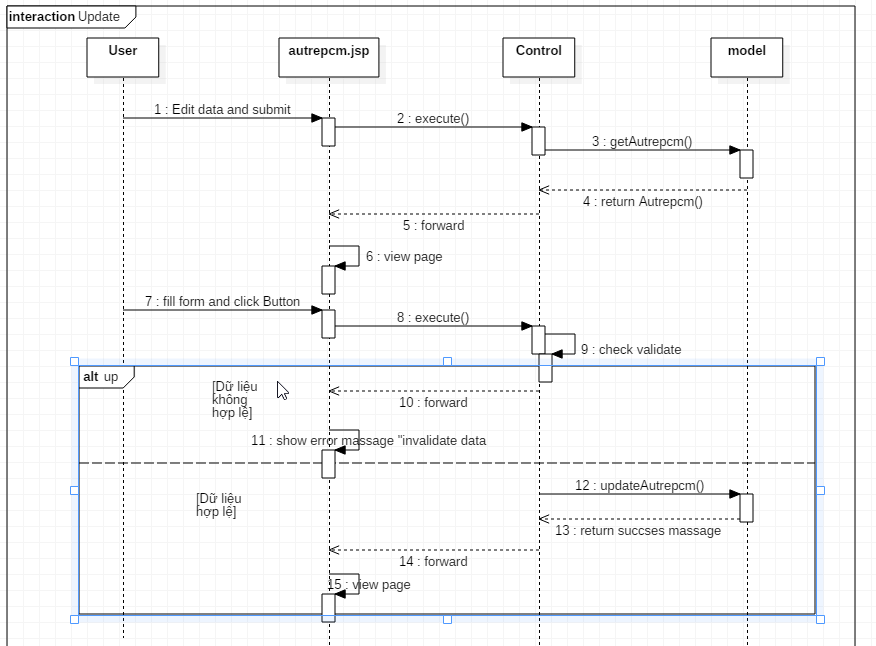 interaction Update
User
autrepcm.jsp
Control
model
1 : Edit data and submit
2 : execute()
3 : getAutrepcm()
4 : return Autrepcm()
5 : forward
6 : view page
7 : fill form and click Button
8 : execute()
9 : check validate
alt up
[Dữ liệu
không
hợp lệ]
10 : forward
11 : show error massage "invalidate data
[Dữ liệu
hợp lệ]
12 : updateAutrepcm()
13 : return succses massage
14 : forward
15 : view page